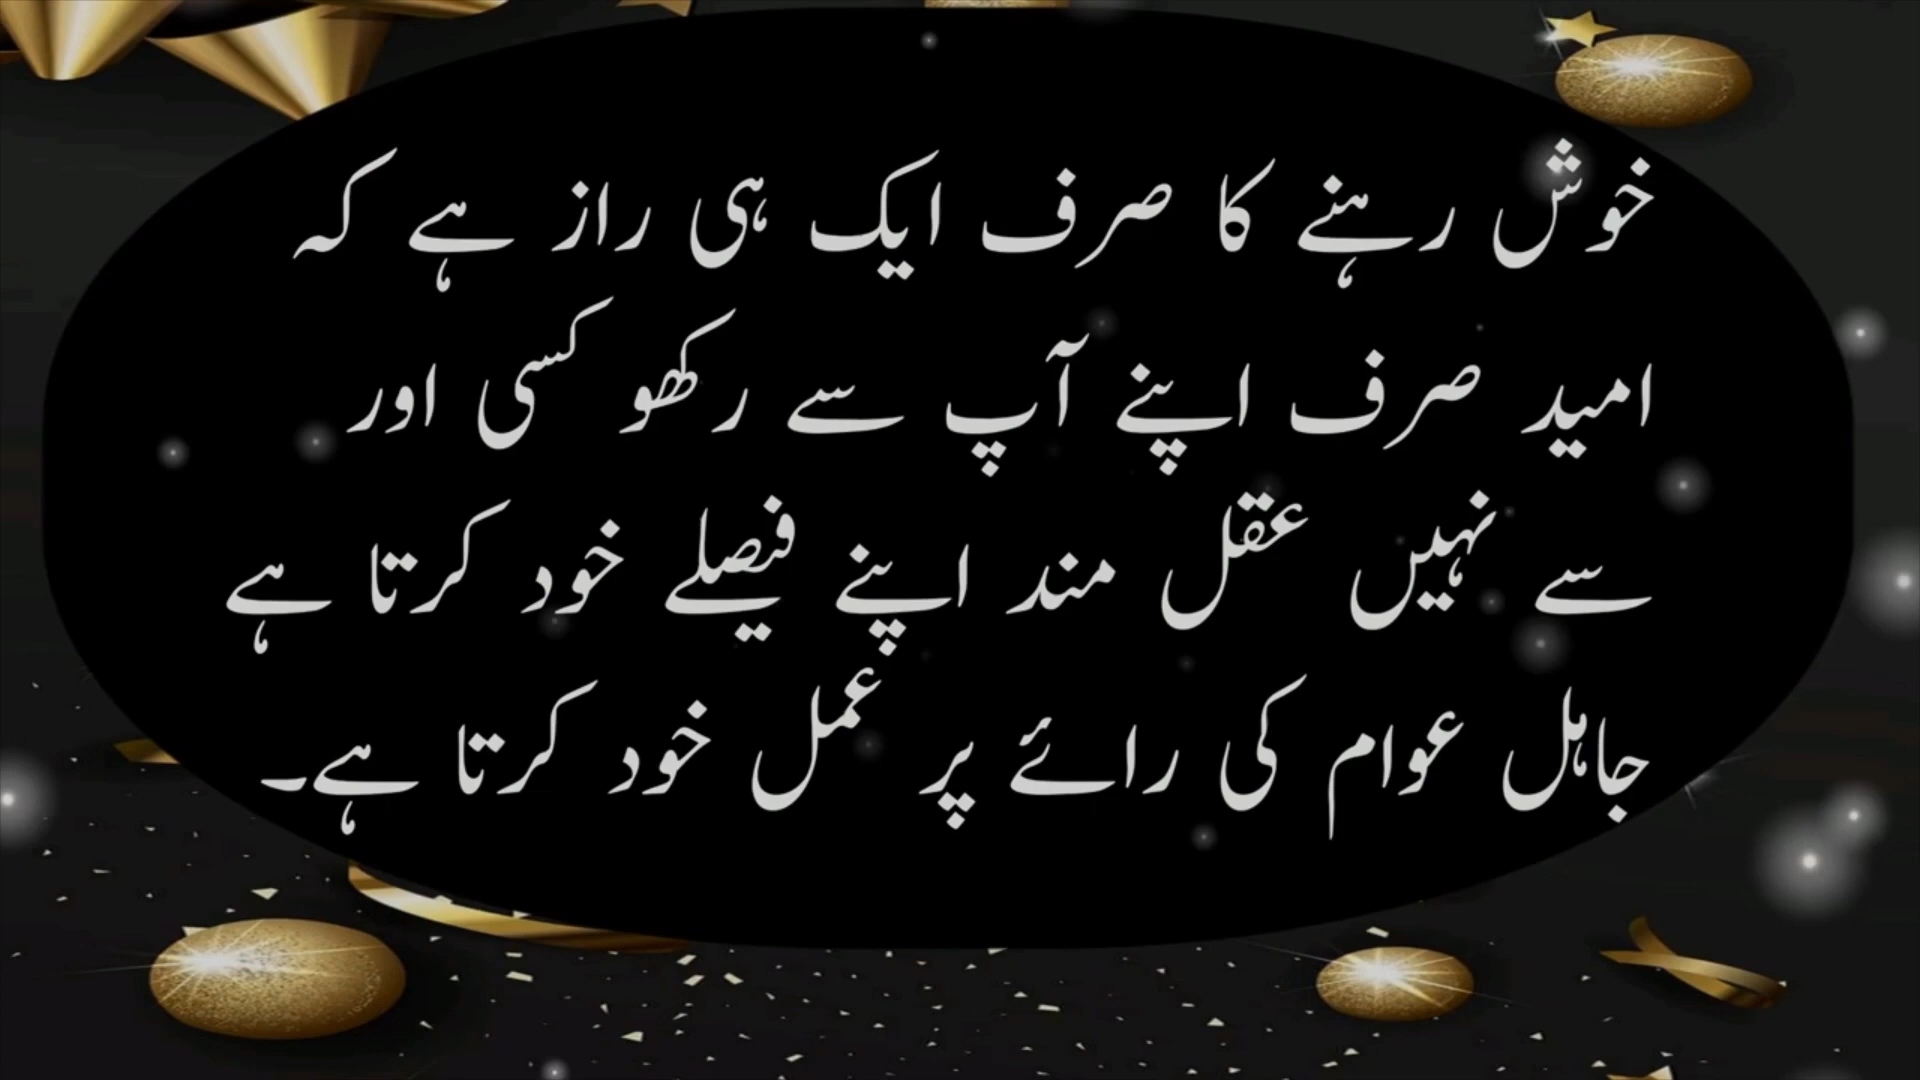 خوش رہنے کا صرف ایک ہی راز ہے کہ
امید صرف اپنے آپ سے رکھو کسی اور
سے نہیں عقل مند اپنے فیصلے خود کرتا ہے
جاہل عوام کی رائے پر عمل خود کرتا ہے۔